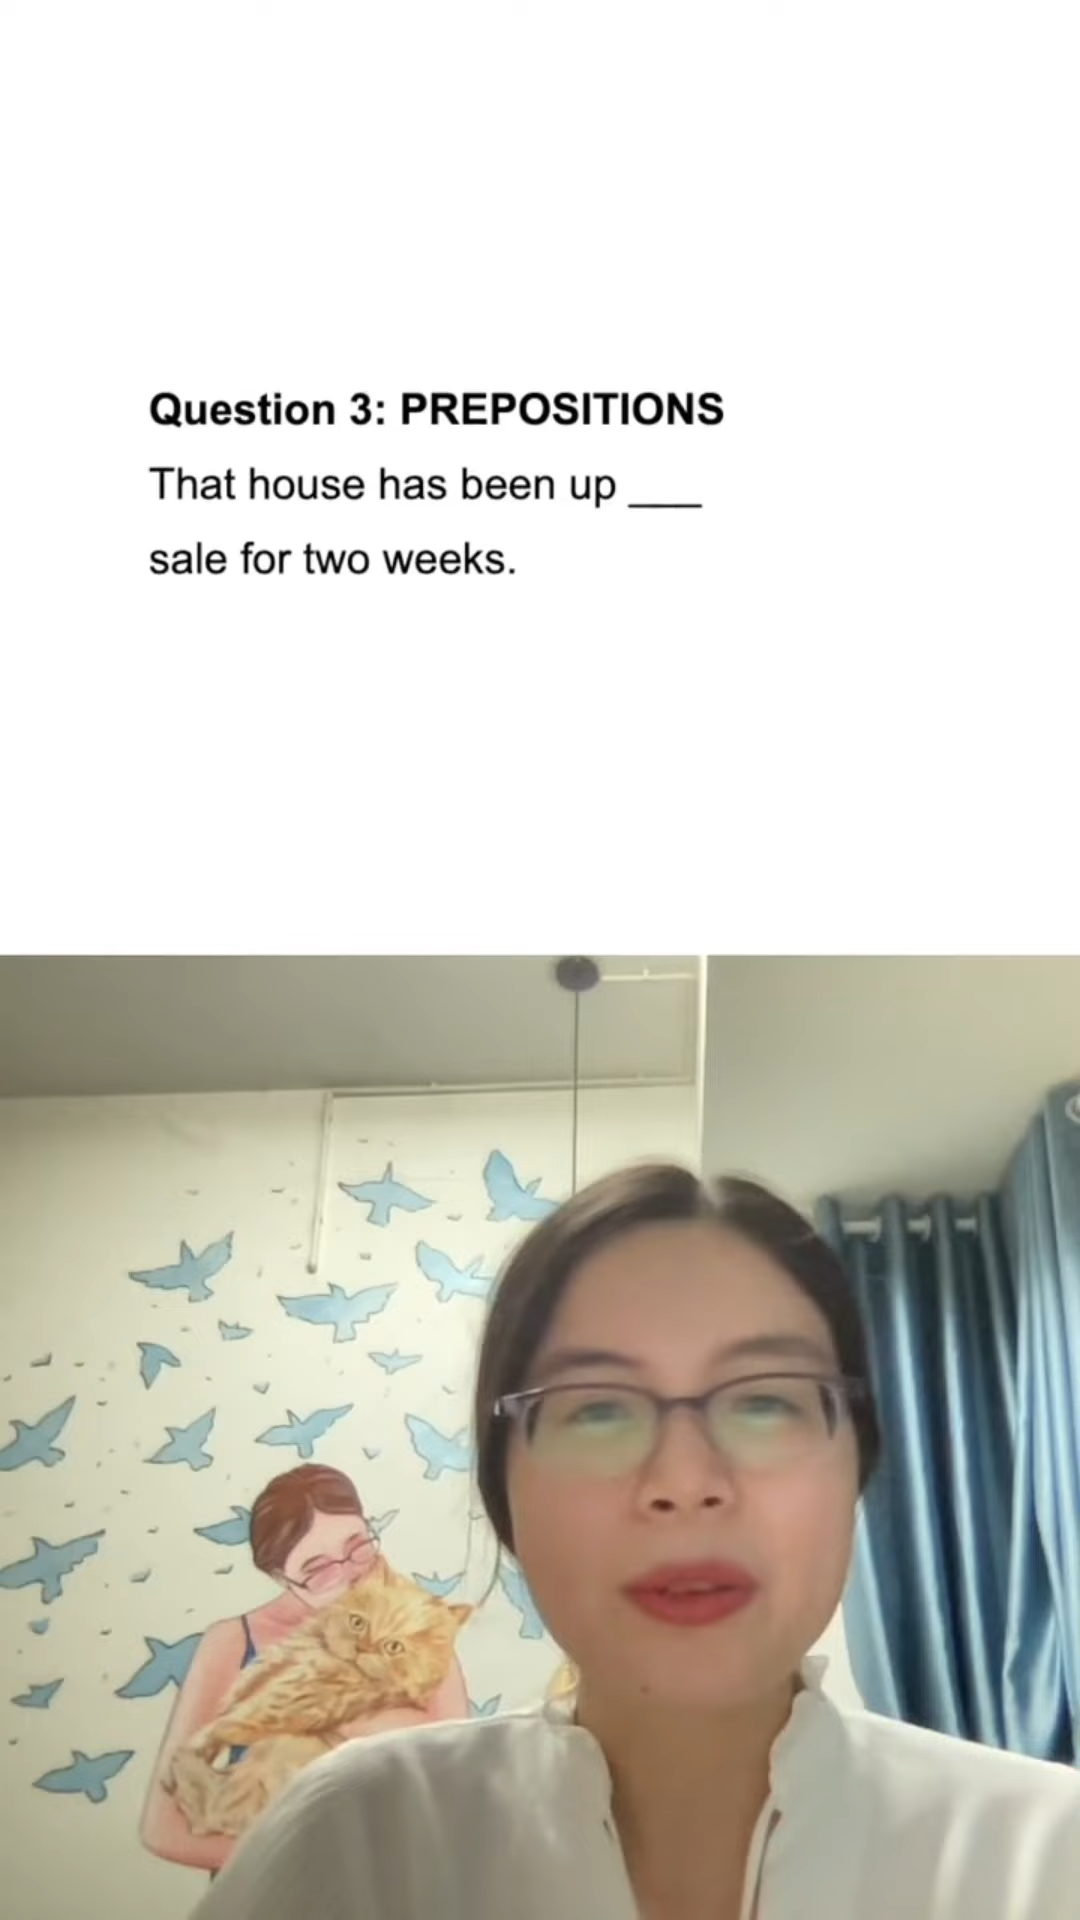 Question 3: PREPOSITIONS
That house has been up ___
sale for two weeks.